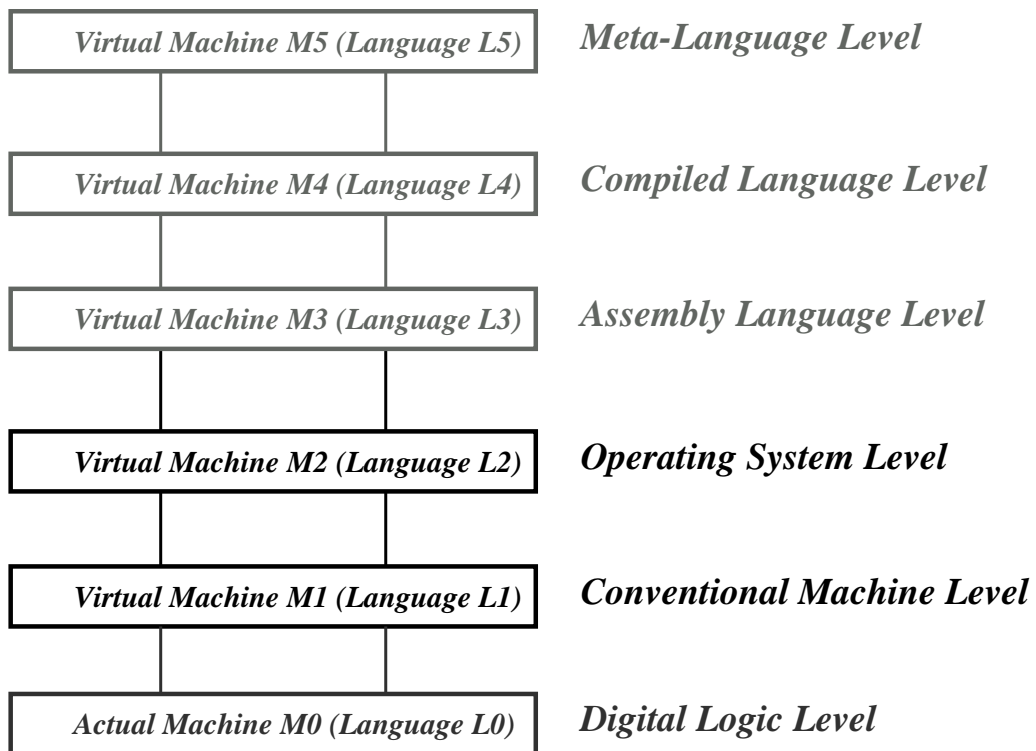 Virtual Machine M5 (Language L5)
Meta-Language Level
Virtual Machine M4 (Language L4)
Compiled Language Level
Virtual Machine M3 (Language L3)
Assembly Language Level
Virtual Machine M2 (Language L2)
Operating System Level
Virtual Machine M1 (Language L1)
Conventional Machine Level
Actual Machine M0 (Language L0)
Digital Logic Level